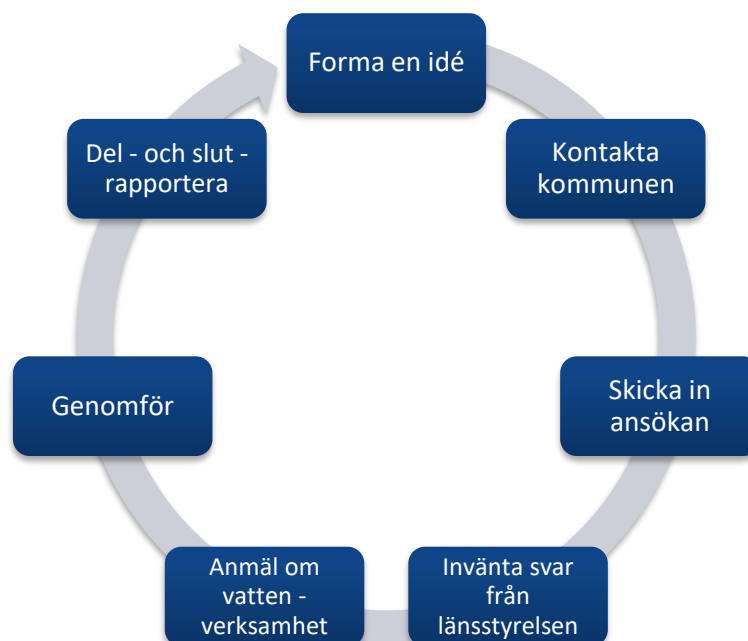 Forma en idé
Kontakta
kommunen
Skicka in
ansökan
Invänta svar
från
länsstyrelsen
Anmäl om
vatten -
verksamhet
Genomför
Del - och slut -
rapportera